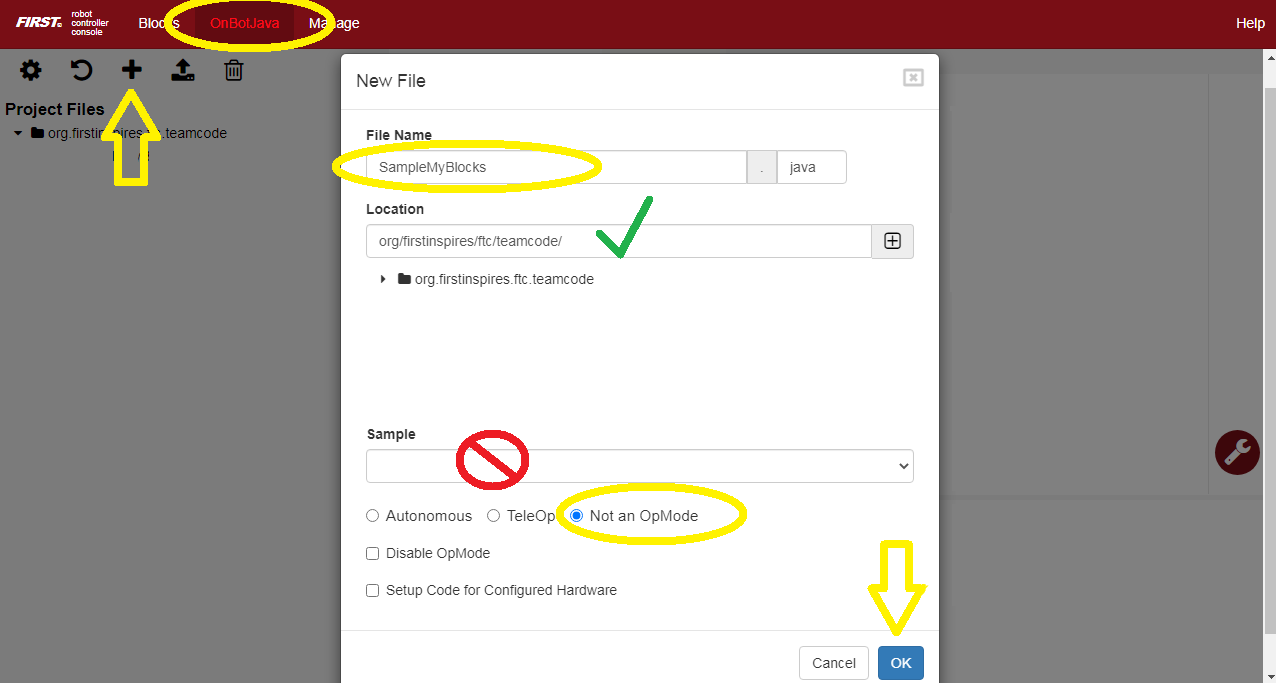 FIRST robot controller console Blocks OnBotJava Manage Help
Project Files
org.firstinspires.ftc.teamcode
New File
File Name
SampleMyBlocks . java
Location
org/firstinspires/ftc/teamcode/
org.firstinspires.ftc.teamcode
Sample
Autonomous TeleOp Not an OpMode
Disable OpMode
Setup Code for Configured Hardware
Cancel OK